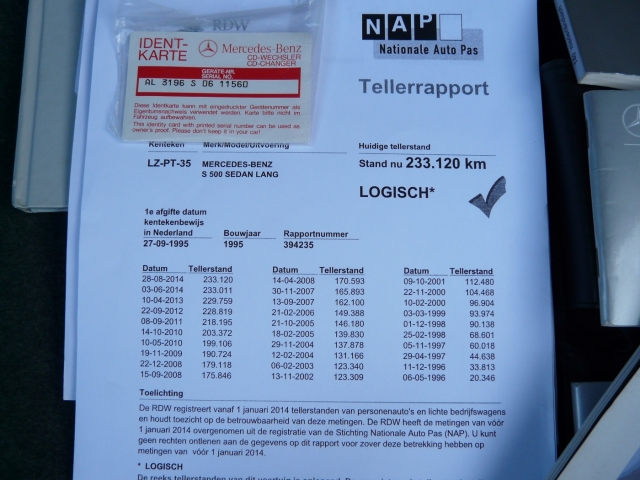 RDW
IDENT-
KARTE
Mercedes-Benz
CD-WECHSLER
CD-CHANGER
GERÄTE-NR.
SERIAL NO.
AL 3196 S 06 11560
Diese Identkarte kann mit eingedruckter Gerätenummer als
Eigentumsnachweis verwendet werden. Karte bitte nicht im
Fahrzeug aufbewahren.
This identity card with printed serial number can be used as
owner's proof. Please don't keep it in your car!
NAP
Nationale Auto Pas
Tellerrapport
Kenteken Merk/Model/Uitvoering Huidige tellerstand
LZ-PT-35 MERCEDES-BENZ Stand nu 233.120 km
S 500 SEDAN LANG
LOGISCH*
1e afgifte datum
kentekenbewijs
in Nederland Bouwjaar Rapportnummer
27-09-1995 1995 394235
Datum Tellerstand Datum Tellerstand Datum Tellerstand
28-08-2014 233.120 14-04-2008 170.593 09-10-2001 112.480
03-06-2014 233.011 30-11-2007 165.893 22-11-2000 104.468
10-04-2013 229.759 13-09-2007 162.100 10-02-2000 96.904
22-09-2012 228.819 21-02-2006 149.388 03-03-1999 93.974
08-09-2011 218.195 21-10-2005 146.180 01-12-1998 90.138
14-10-2010 203.372 18-02-2005 139.830 25-02-1998 68.601
10-05-2010 199.106 29-11-2004 137.878 05-11-1997 60.018
19-11-2009 190.724 12-02-2004 131.166 29-04-1997 44.638
22-12-2008 179.118 06-02-2003 123.340 11-12-1996 33.813
15-09-2008 175.846 13-11-2002 123.309 06-05-1996 20.346
Toelichting
De RDW registreert vanaf 1 januari 2014 tellerstanden van personenauto's en lichte bedrijfswagens
en houdt toezicht op de betrouwbaarheid van deze metingen. De RDW heeft de metingen van vóór
1 januari 2014 overgenomen uit de registratie van de Stichting Nationale Auto Pas (NAP). U kunt
geen rechten ontlenen aan de gegevens op dit rapport voor zover deze betrekking hebben op
metingen van vóór 1 januari 2014.
* LOGISCH
De reeks tellerstanden van dit voertuig is